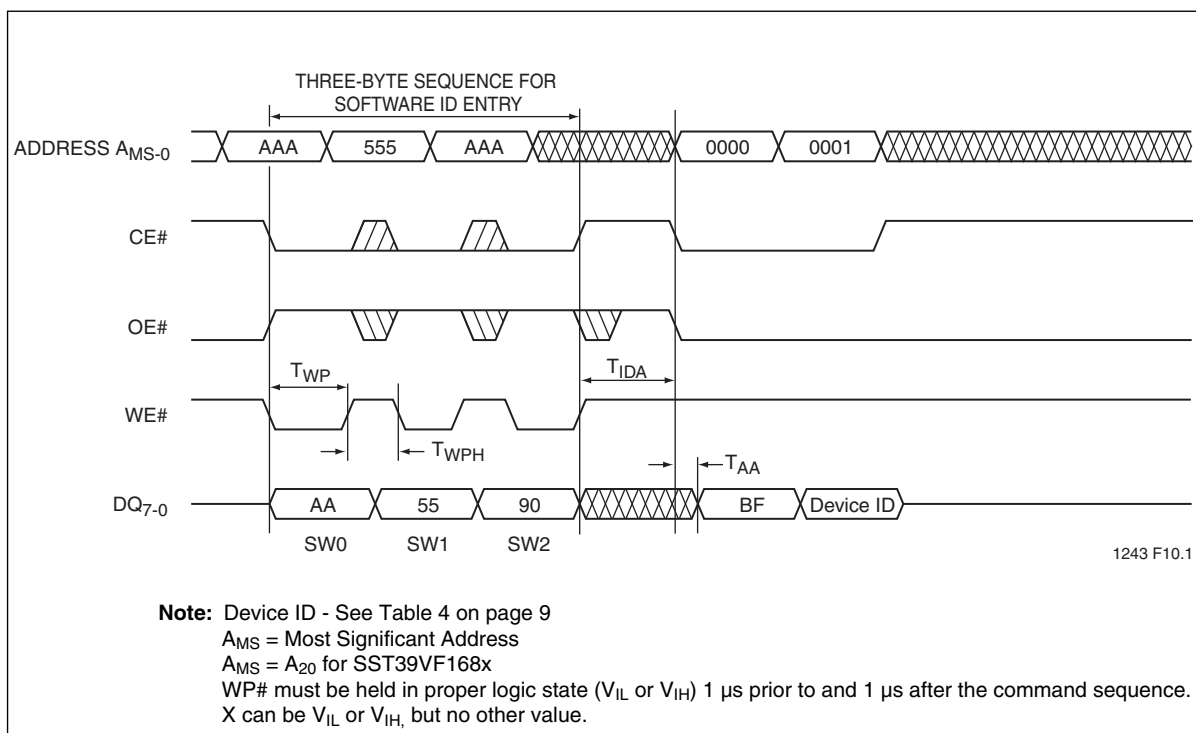 THREE-BYTE SEQUENCE FOR
SOFTWARE ID ENTRY
ADDRESS AMS-0 AAA 555 AAA 0000 0001
CE#
OE#
TWP TIDA
WE#
TWPH
TAA
DQ7-0 AA 55 90 BF Device ID
SW0 SW1 SW2
1243 F10.1
Note: Device ID - See Table 4 on page 9
AMS = Most Significant Address
AMS = A20 for SST39VF168x
WP# must be held in proper logic state (VIL or VIH) 1 µs prior to and 1 µs after the command sequence.
X can be VIL or VIH, but no other value.